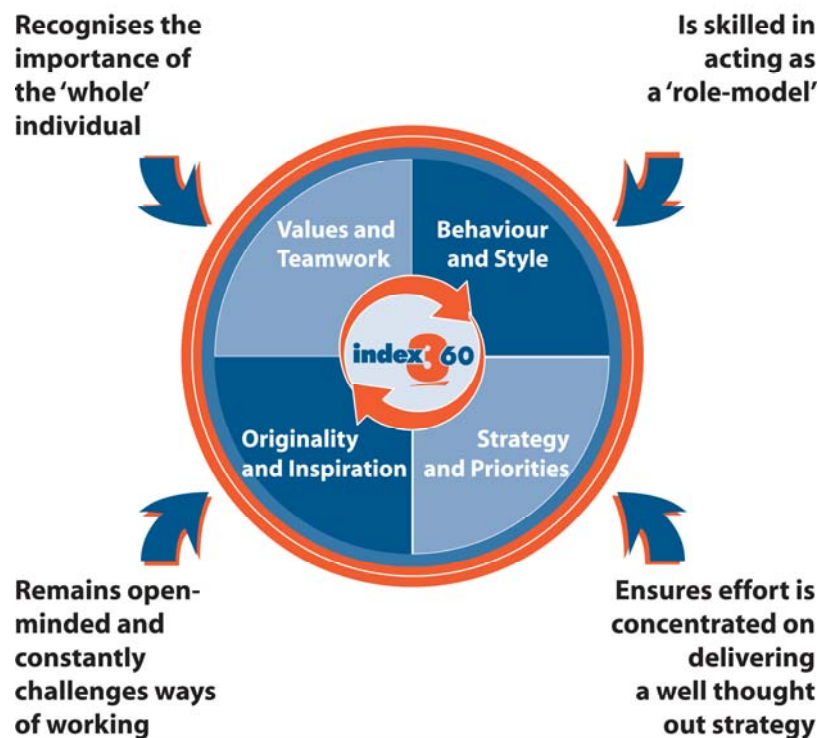 Recognises the
importance of
the ‘whole’
individual
Is skilled in
acting as
a ‘role-model’
Values and
Teamwork
Behaviour
and Style
index360
Originality
and Inspiration
Strategy
and Priorities
Remains open-
minded and
constantly
challenges ways
of working
Ensures effort is
concentrated on
delivering
a well thought
out strategy